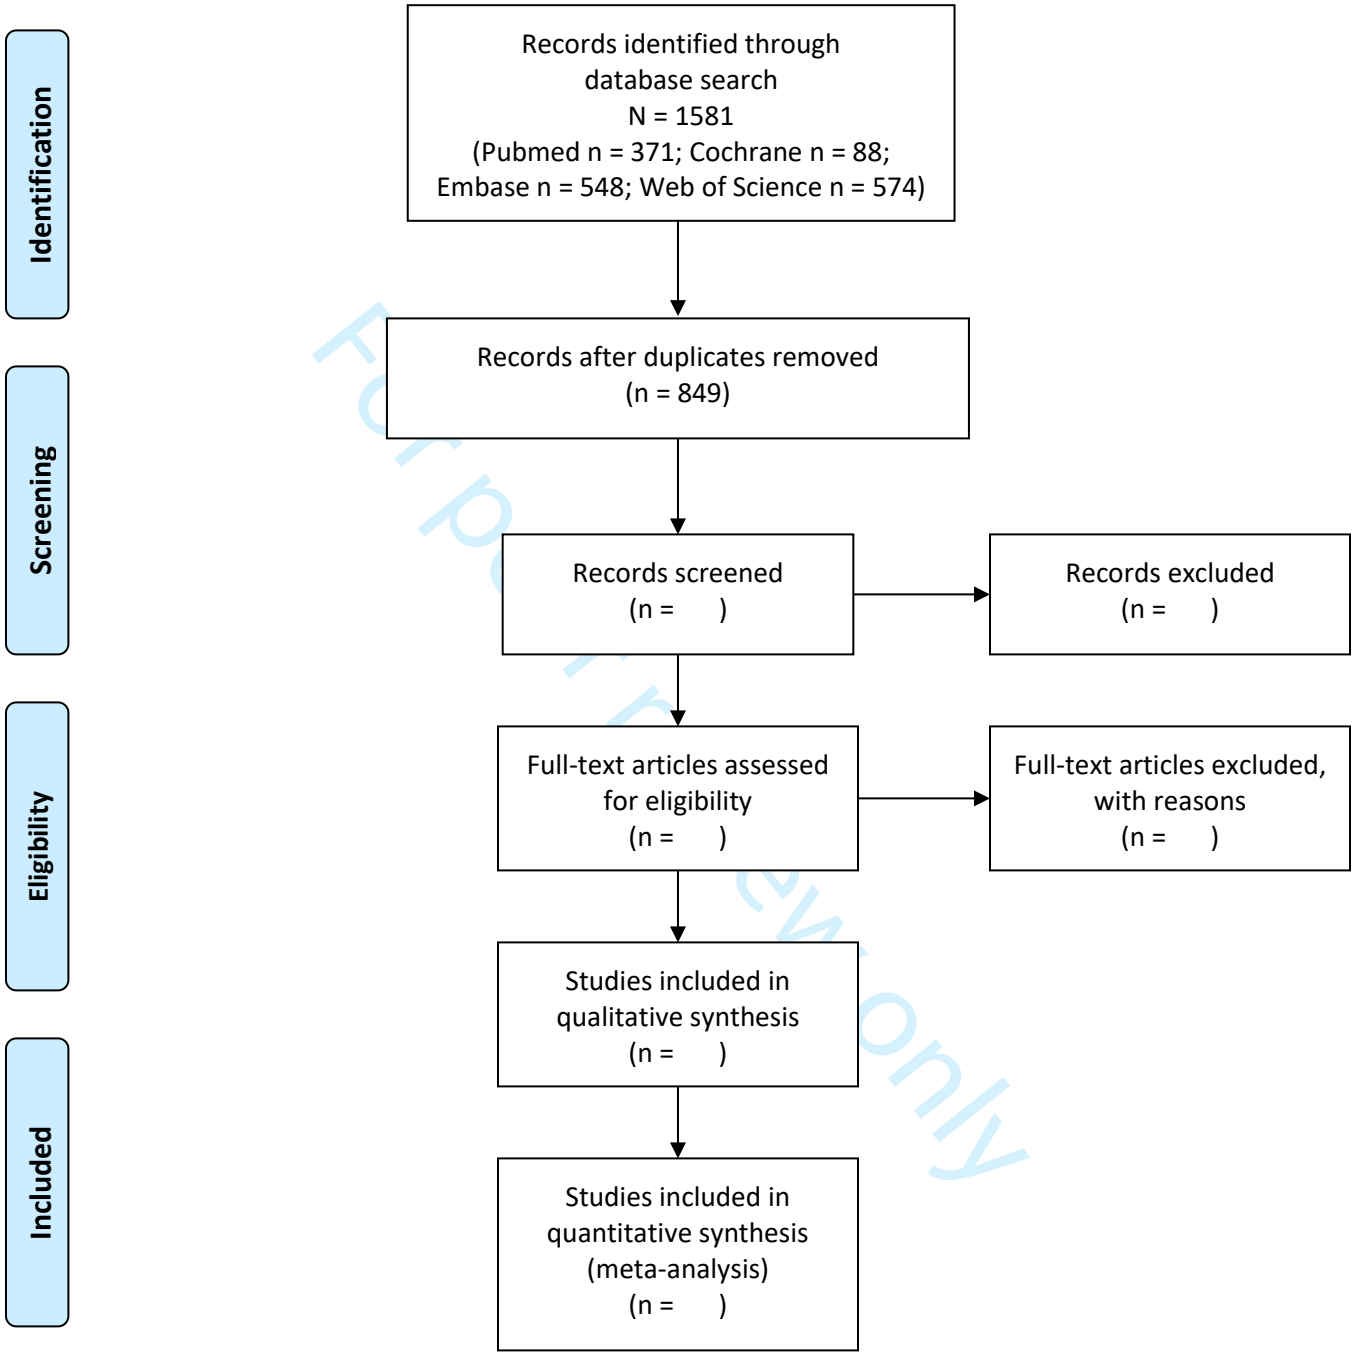 Identification
Records identified through
database search
N = 1581
(Pubmed n = 371; Cochrane n = 88;
Embase n = 548; Web of Science n = 574)
Records after duplicates removed
(n = 849)
Screening
Records screened
(n =      )
Records excluded
(n =      )
Eligibility
Full-text articles assessed
for eligibility
(n =      )
Full-text articles excluded,
with reasons
(n =      )
Studies included in
qualitative synthesis
(n =      )
Included
Studies included in
quantitative synthesis
(meta-analysis)
(n =      )
For peer review only